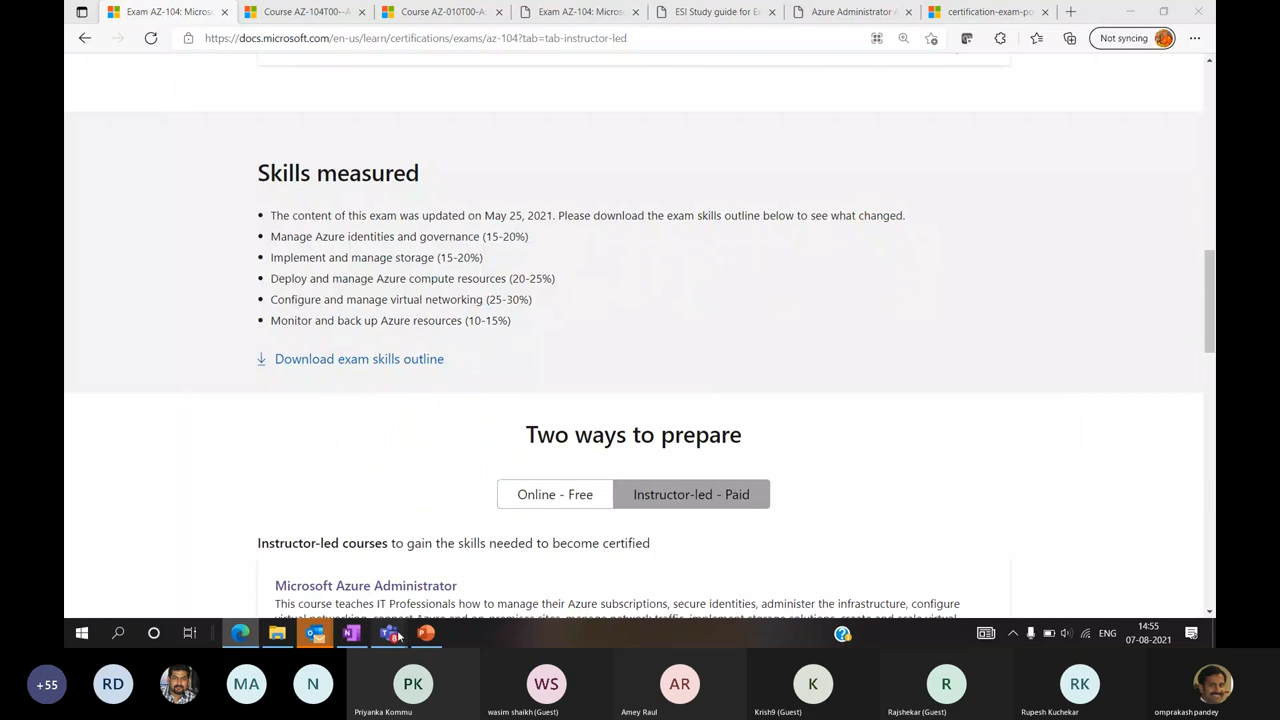 Exam AZ-104: Microso
Course AZ-104T00--A
Course AZ-010T00-A
Exam AZ-104: Micros
ESI Study guide for E
Azure Administrator A
certification-exam-po
https://docs.microsoft.com/en-us/learn/certifications/exams/az-104?tab=tab-instructor-led
Not syncing
Skills measured
The content of this exam was updated on May 25, 2021. Please download the exam skills outline below to see what changed.
Manage Azure identities and governance (15-20%)
Implement and manage storage (15-20%)
Deploy and manage Azure compute resources (20-25%)
Configure and manage virtual networking (25-30%)
Monitor and back up Azure resources (10-15%)
Download exam skills outline
Two ways to prepare
Online - Free
Instructor-led - Paid
Instructor-led courses to gain the skills needed to become certified
Microsoft Azure Administrator
This course teaches IT Professionals how to manage their Azure subscriptions, secure identities, administer the infrastructure, configure
ENG
14:55
07-08-2021
+55
RD
MA
N
PK
WS
AR
K
R
RK
Priyanka Kommu
wasim shaikh (Guest)
Amey Raul
Krish9 (Guest)
Rajshekar (Guest)
Rupesh Kuchekar
omprakash pandey